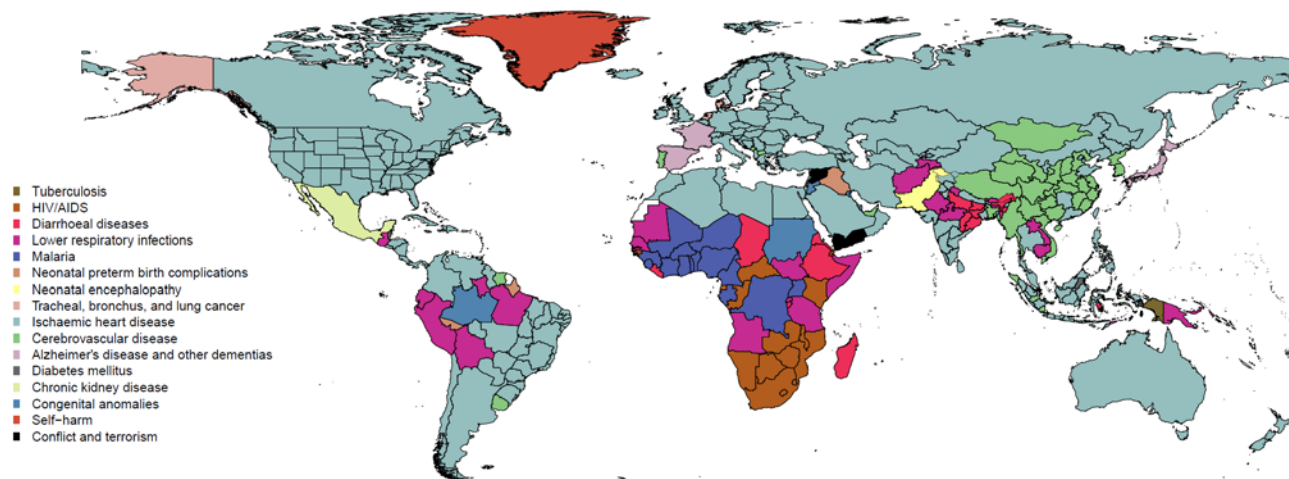 Tuberculosis
HIV/AIDS
Diarrhoeal diseases
Lower respiratory infections
Malaria
Neonatal preterm birth complications
Neonatal encephalopathy
Tracheal, bronchus, and lung cancer
Ischaemic heart disease
Cerebrovascular disease
Alzheimer's disease and other dementias
Diabetes mellitus
Chronic kidney disease
Congenital anomalies
Self−harm
Conflict and terrorism